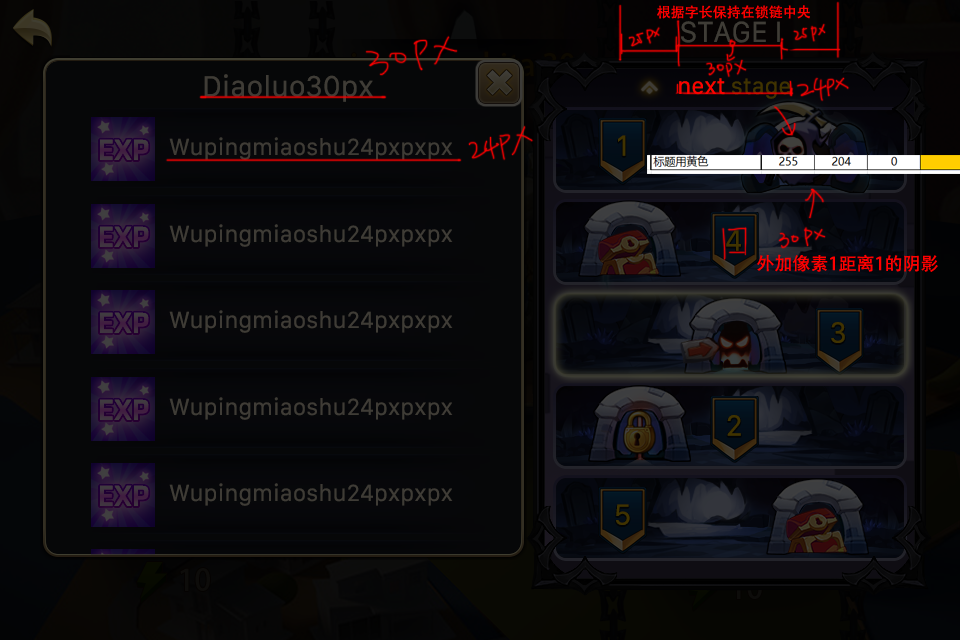 根据字长保持在锁链中央
25px
STAGE I
25px
30px
30PX
Diaoluo30px
next stage
24PX
EXP
Wupingmiaoshu24pxpxpx
24PX
1
标题用黄色 255 204 0
EXP
Wupingmiaoshu24pxpxpx
4
30PX
外加像素1距离1的阴影
EXP
Wupingmiaoshu24pxpxpx
3
EXP
Wupingmiaoshu24pxpxpx
2
EXP
Wupingmiaoshu24pxpxpx
5
10
10